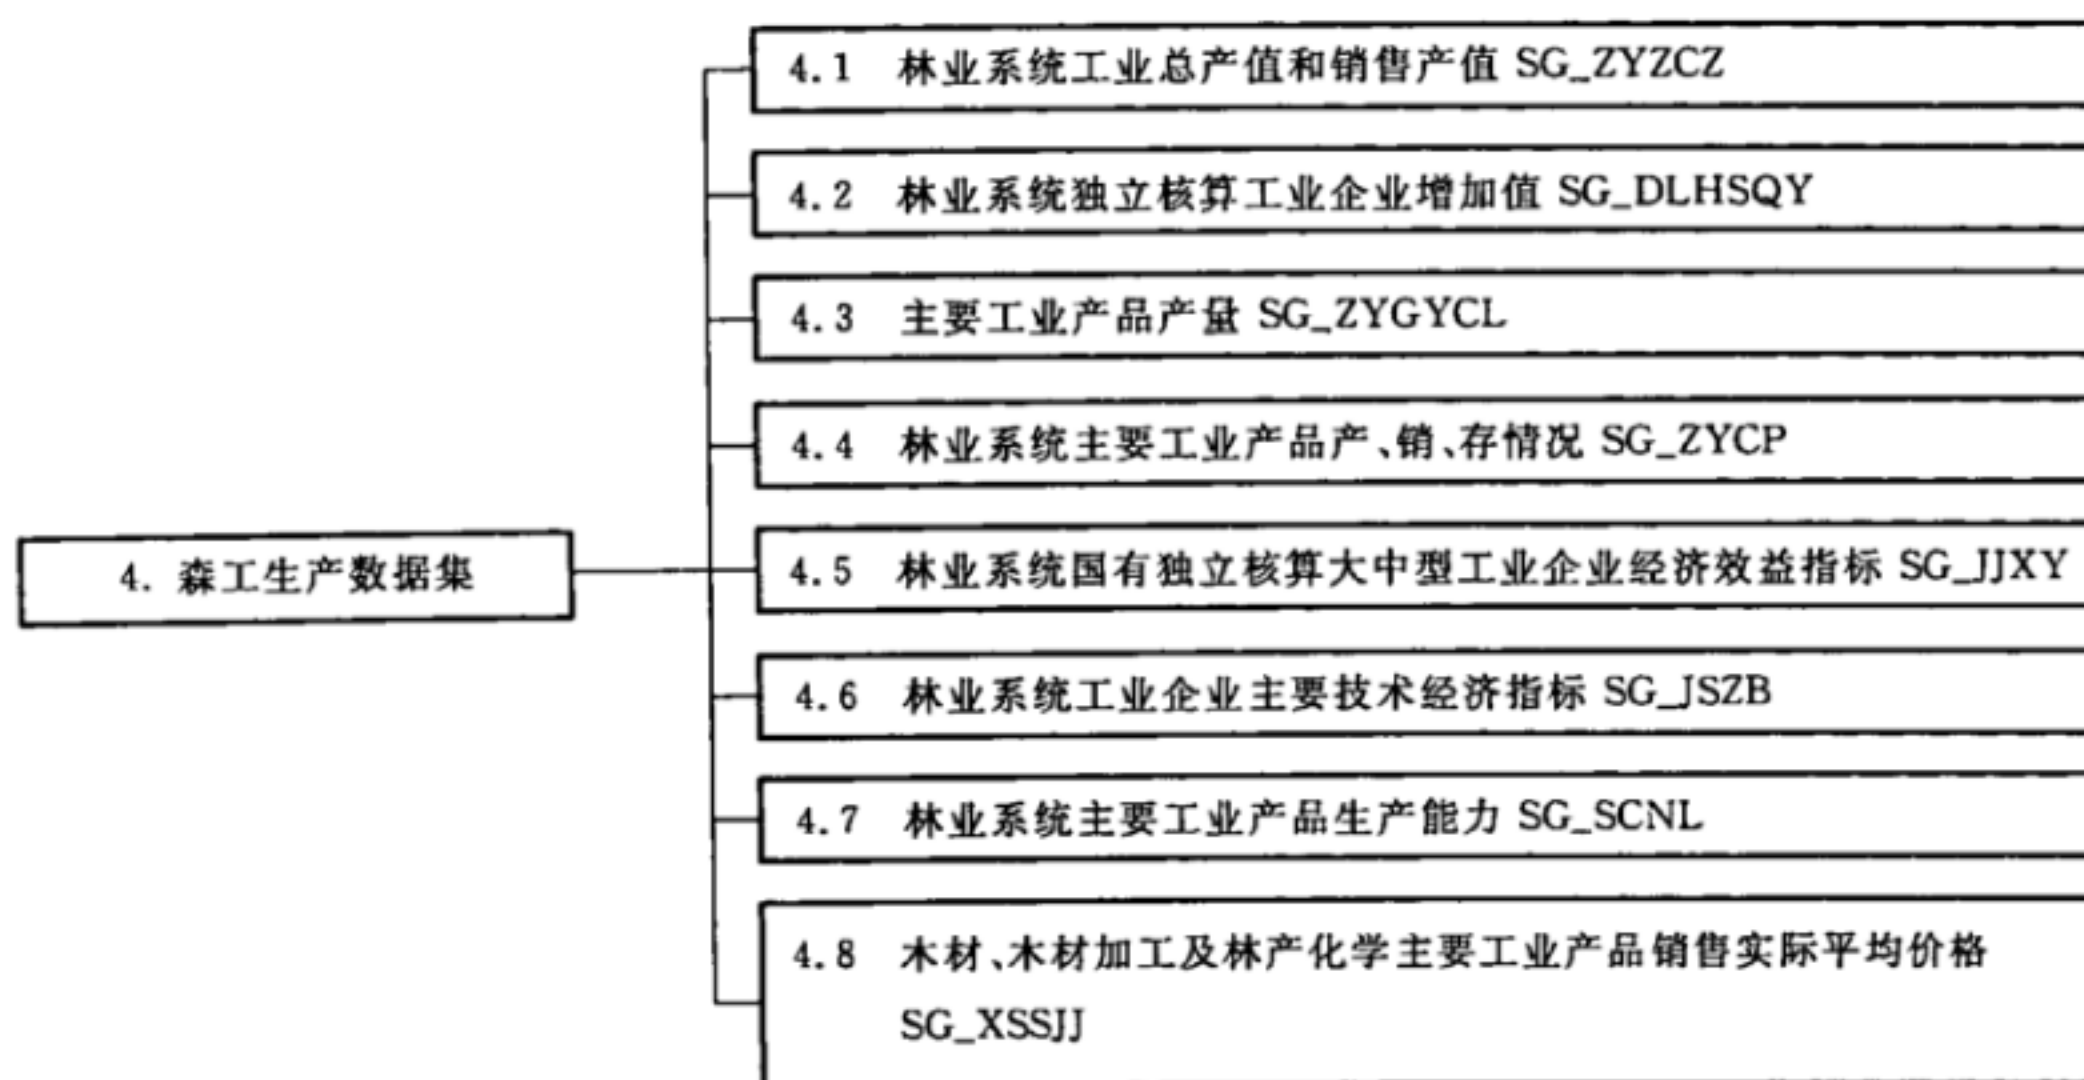 4.1 林业系统工业总产值和销售产值 SG_ZYZCZ
4.2 林业系统独立核算工业企业增加值 SG_DLHSQY
4.3 主要工业产品产量 SG_ZYGYCL
4.4 林业系统主要工业产品产、销、存情况 SG_ZYCP
4. 森工生产数据集
4.5 林业系统国有独立核算大中型工业企业经济效益指标 SG_JJXY
4.6 林业系统工业企业主要技术经济指标 SG_JSZB
4.7 林业系统主要工业产品生产能力 SG_SCNL
4.8 木材、木材加工及林产化学主要工业产品销售实际平均价格
SG_XSSJJ